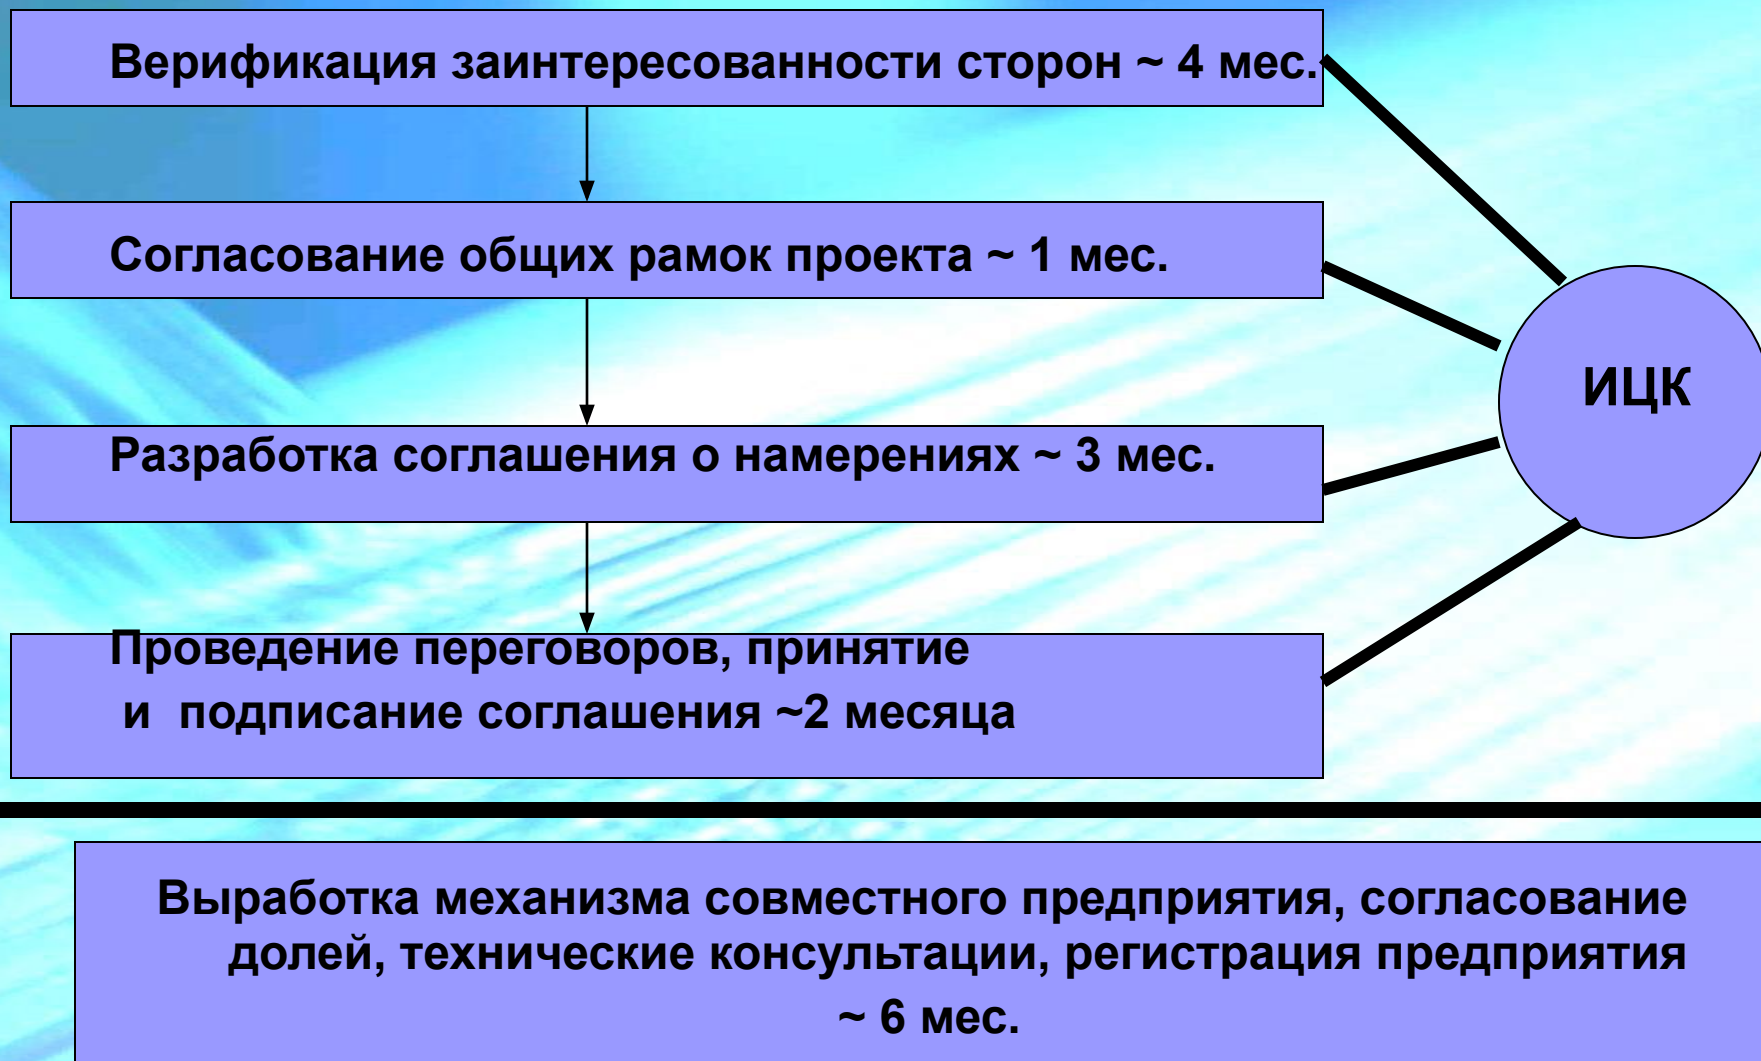 Верификация заинтересованности сторон ~ 4 мес.
Согласование общих рамок проекта ~ 1 мес.
ИЦК
Разработка соглашения о намерениях ~ 3 мес.
Проведение переговоров, принятие
и подписание соглашения ~2 месяца
Выработка механизма совместного предприятия, согласование
долей, технические консультации, регистрация предприятия
~ 6 мес.